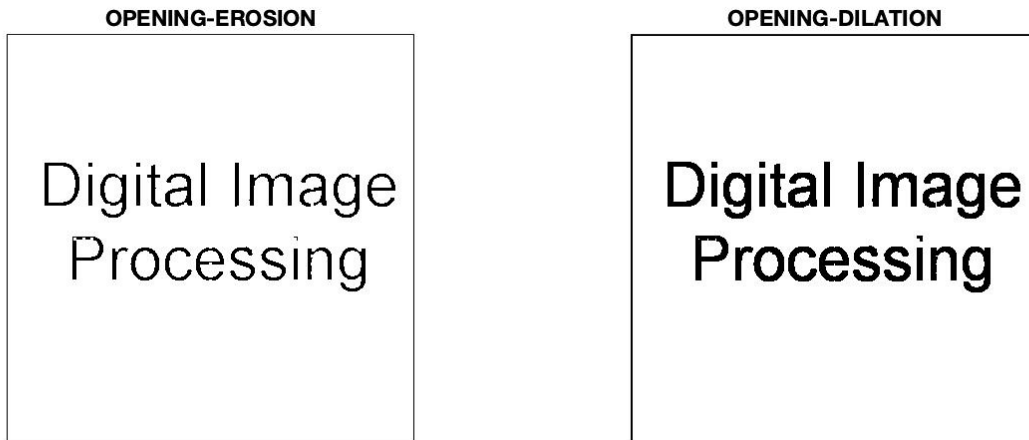 OPENING-EROSION
Digital Image
Processing
OPENING-DILATION
Digital Image
Processing